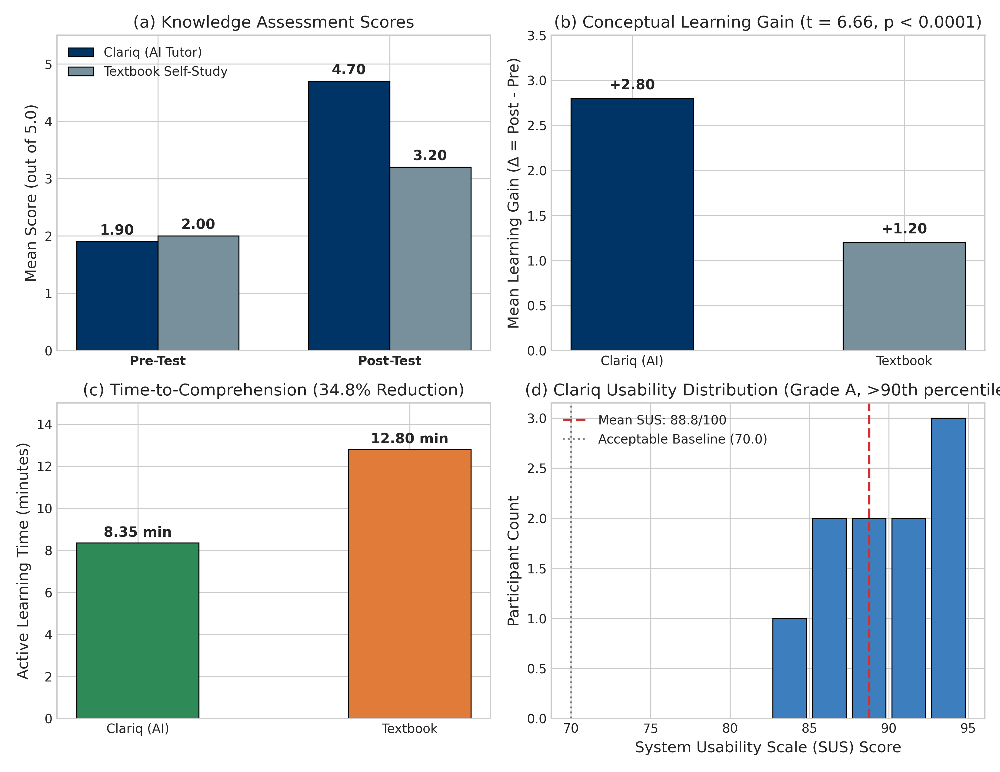 (a) Knowledge Assessment Scores
Clariq (AI Tutor)
Textbook Self-Study
Mean Score (out of 5.0)
5
4
3
2
1
0
1.90
2.00
4.70
3.20
Pre-Test
Post-Test
(b) Conceptual Learning Gain (t = 6.66, p < 0.0001)
Mean Learning Gain (Δ = Post - Pre)
3.5
3.0
2.5
2.0
1.5
1.0
0.5
0.0
+2.80
+1.20
Clariq (AI)
Textbook
(c) Time-to-Comprehension (34.8% Reduction)
Active Learning Time (minutes)
14
12
10
8
6
4
2
0
8.35 min
12.80 min
Clariq (AI)
Textbook
(d) Clariq Usability Distribution (Grade A, >90th percentile
Mean SUS: 88.8/100
Acceptable Baseline (70.0)
Participant Count
3.0
2.5
2.0
1.5
1.0
0.5
0.0
70
75
80
85
90
95
System Usability Scale (SUS) Score